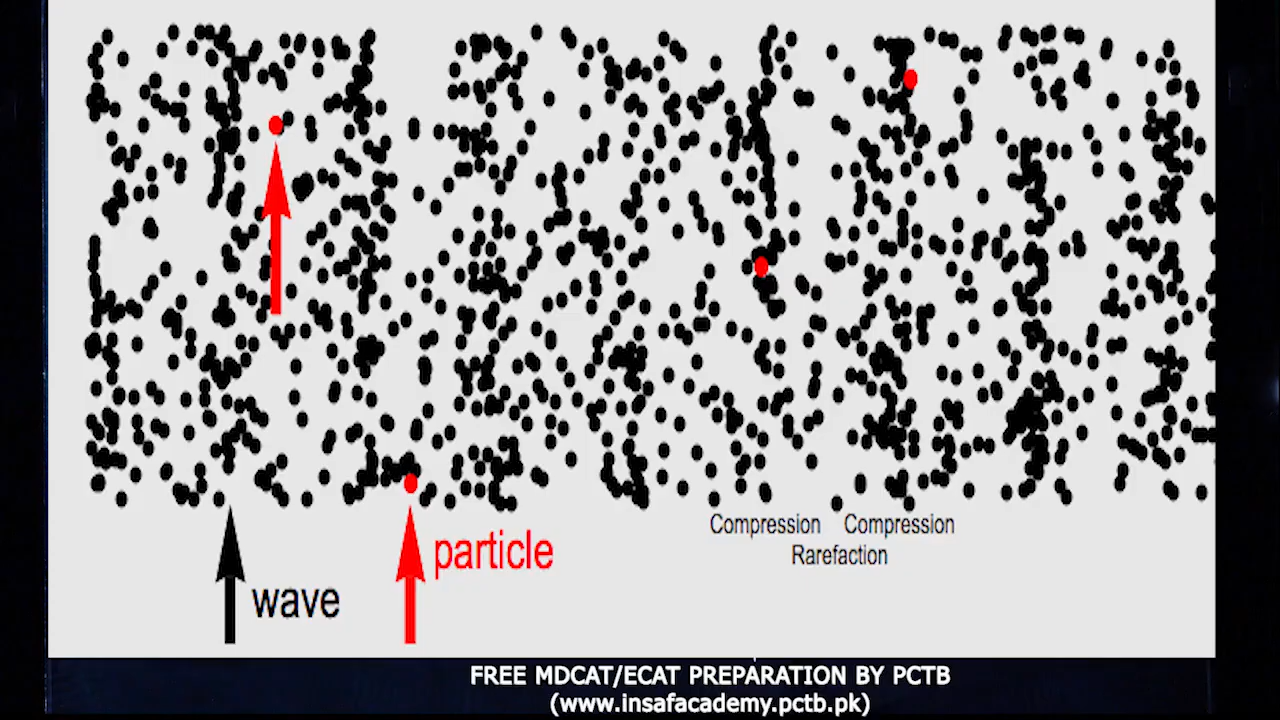 Compression Compression
Rarefaction
particle
wave
FREE MDCAT/ECAT PREPARATION BY PCTB
(www.insafacademy.pctb.pk)